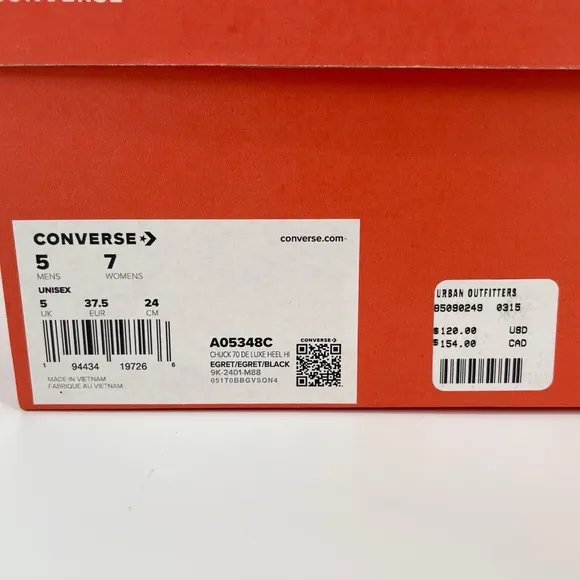 CONVERSE
CONVERSE
converse.com
5 7
MENS WOMENS
UNISEX
5 37.5 24
UK EUR CM
1 94434 19726 6
MADE IN VIETNAM
FABRIQUE AU VIETNAM
A05348C
CHUCK 70 DE LUXE HEEL HI
EGRET/EGRET/BLACK
9K-2401-M88
051T0BBGVSQN4
CONVERSE
URBAN OUTFITTERS
85090249 0315
$120.00 USD
$154.00 CAD